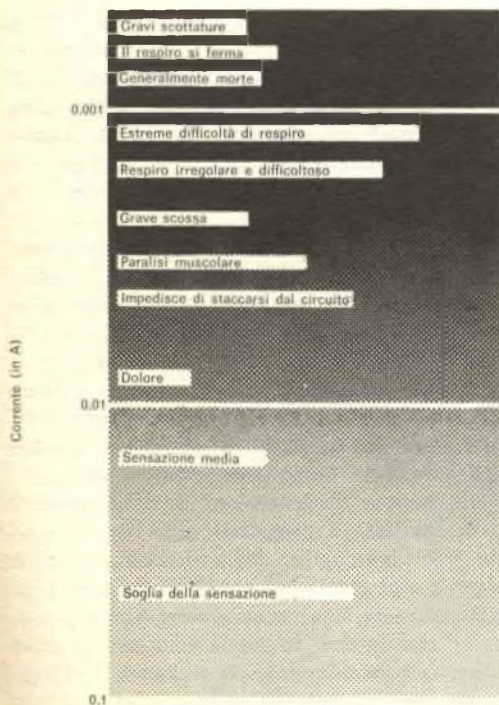 Gravi scottature
Il respiro si ferma
Generalmente morte
0.001
Estreme difficoltà di respiro
Respiro irregolare e difficoltoso
Grave scossa
Paralisi muscolare
Impedisce di staccarsi dal circuito
Dolore
0.01
Sensazione media
Soglia della sensazione
0.1
Corrente (in A)